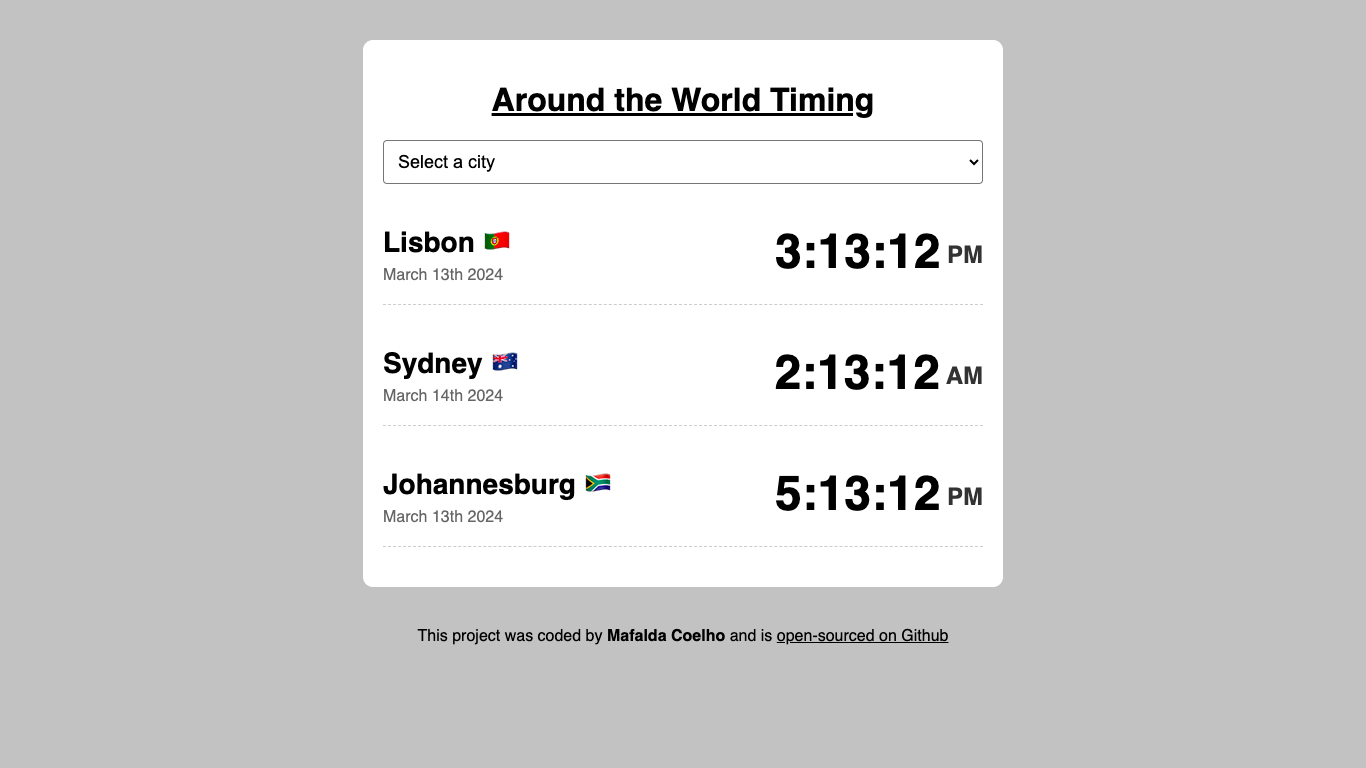 Around the World Timing
Select a city
Lisbon 🇵🇹
March 13th 2024
3:13:12 PM
Sydney 🇦🇺
March 14th 2024
2:13:12 AM
Johannesburg 🇿🇦
March 13th 2024
5:13:12 PM
This project was coded by Mafalda Coelho and is open-sourced on Github